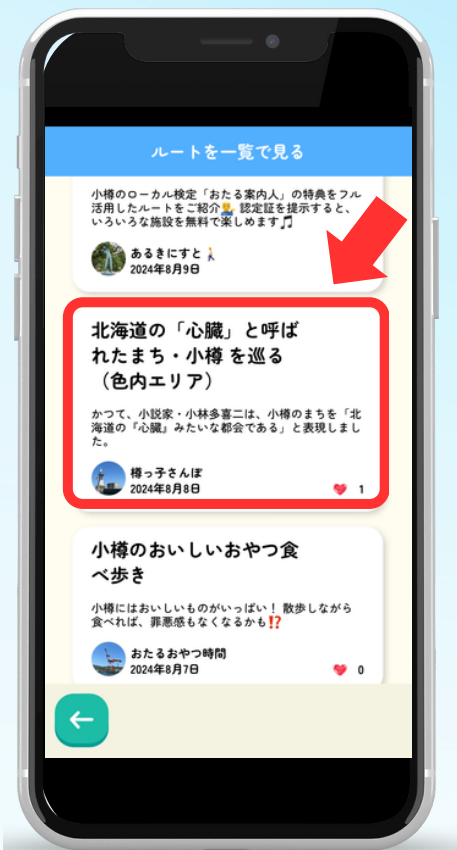 ルートを一覧で見る
小樽のローカル検定「おたる案内人」の特典をフル
活用したルートをご紹介💁 認定証を提示すると、
いろいろな施設を無料で楽しめます🎵
あるきにすと🚶
2024年8月9日
北海道の「心臓」と呼ば
れたまち・小樽 を巡る
（色内エリア）
かつて、小説家・小林多喜二は、小樽のまちを「北
海道の『心臓』みたいな都会である」と表現しまし
た。
樽っ子さんぽ
2024年8月8日
1
小樽のおいしいおやつ食
べ歩き
小樽にはおいしいものがいっぱい！ 散歩しながら
食べれば、罪悪感もなくなるかも⁉️
おたるおやつ時間
2024年8月7日
0